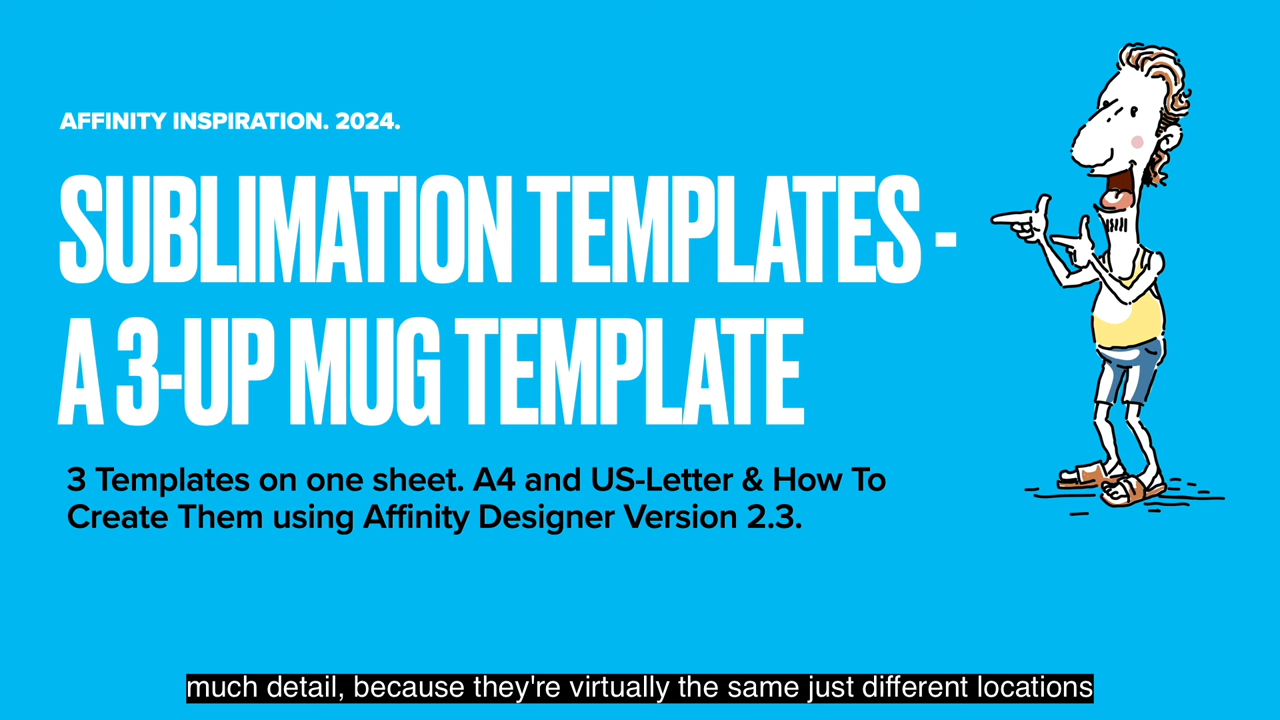 AFFINITY INSPIRATION. 2024.
SUBLIMATION TEMPLATES -
A 3-UP MUG TEMPLATE
3 Templates on one sheet. A4 and US-Letter & How To
Create Them using Affinity Designer Version 2.3.
much detail, because they're virtually the same just different locations